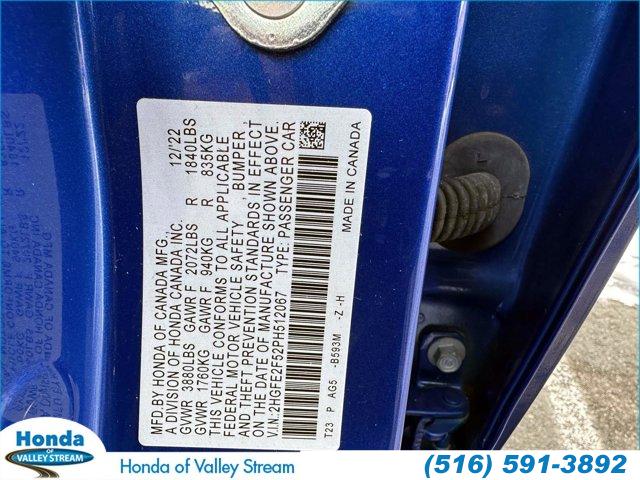 MFD.BY HONDA OF CANADA MFG.,
A DIVISION OF HONDA CANADA INC. 12/'22
GVWR 3880LBS GAWR F 2072LBS R 1840LBS
GVWR 1760KG GAWR F 940KG R 835KG
THIS VEHICLE CONFORMS TO ALL APPLICABLE
FEDERAL MOTOR VEHICLE SAFETY , BUMPER ,
AND THEFT PREVENTION STANDARDS IN EFFECT
ON THE DATE OF MANUFACTURE SHOWN ABOVE.
V.I.N:2HGFE2F52PH512067 TYPE: PASSENGER CAR
T23 P AG5 -B593M -Z -H
MADE IN CANADA
Honda
OF
VALLEY STREAM
Honda of Valley Stream
(516) 591-3892